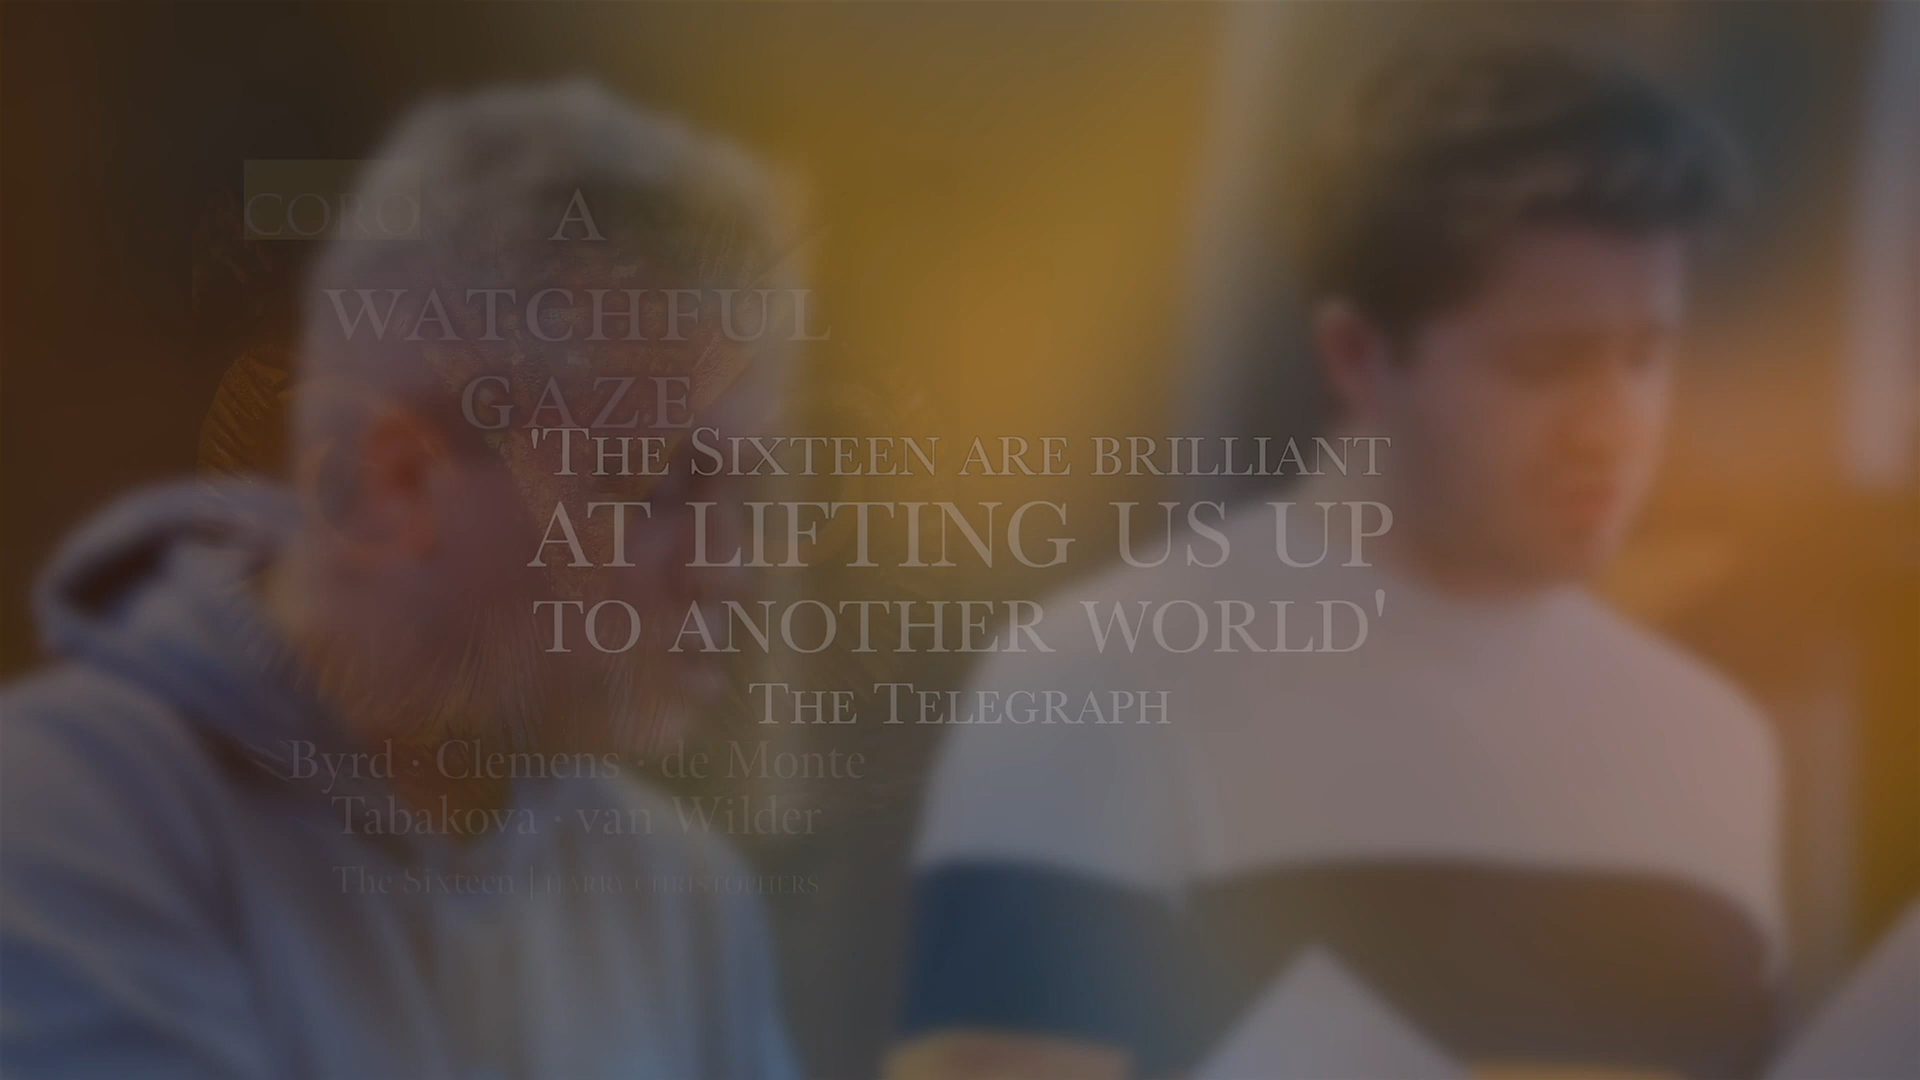 CORO
A
WATCHFUL
GAZE
'THE SIXTEEN ARE BRILLIANT
AT LIFTING US UP
TO ANOTHER WORLD'
THE TELEGRAPH
Byrd · Clemens · de Monte
Tabakova · van Wilder
The Sixteen | HARRY CHRISTOPHERS